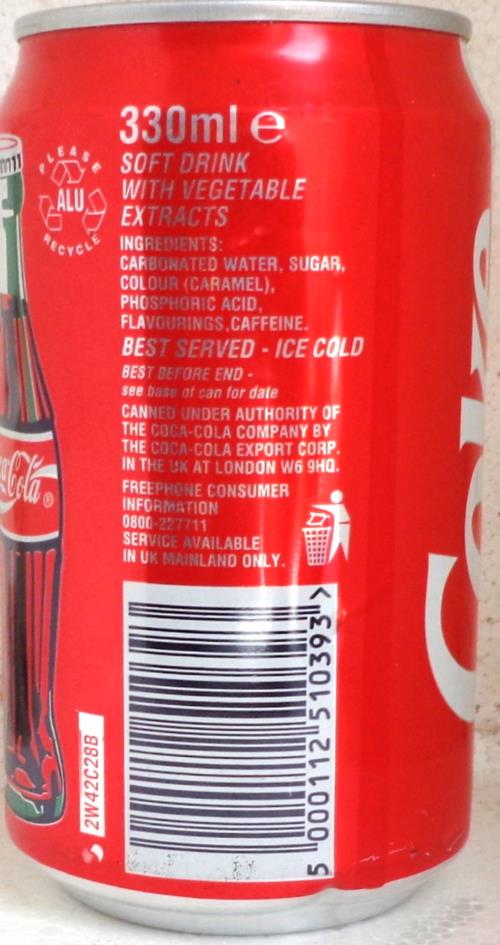 330ml e
SOFT DRINK
WITH VEGETABLE
EXTRACTS
INGREDIENTS:
CARBONATED WATER, SUGAR,
COLOUR (CARAMEL),
PHOSPHORIC ACID,
FLAVOURINGS,CAFFEINE.
BEST SERVED - ICE COLD
BEST BEFORE END -
see base of can for date
CANNED UNDER AUTHORITY OF
THE COCA-COLA COMPANY BY
THE COCA-COLA EXPORT CORP.
IN THE UK AT LONDON W6 9HQ.
FREEPHONE CONSUMER
INFORMATION
0800-227711
SERVICE AVAILABLE
IN UK MAINLAND ONLY.
PLEASE
ALU
RECYCLE
Cola®
2W42C28B
5 000112 510393 >